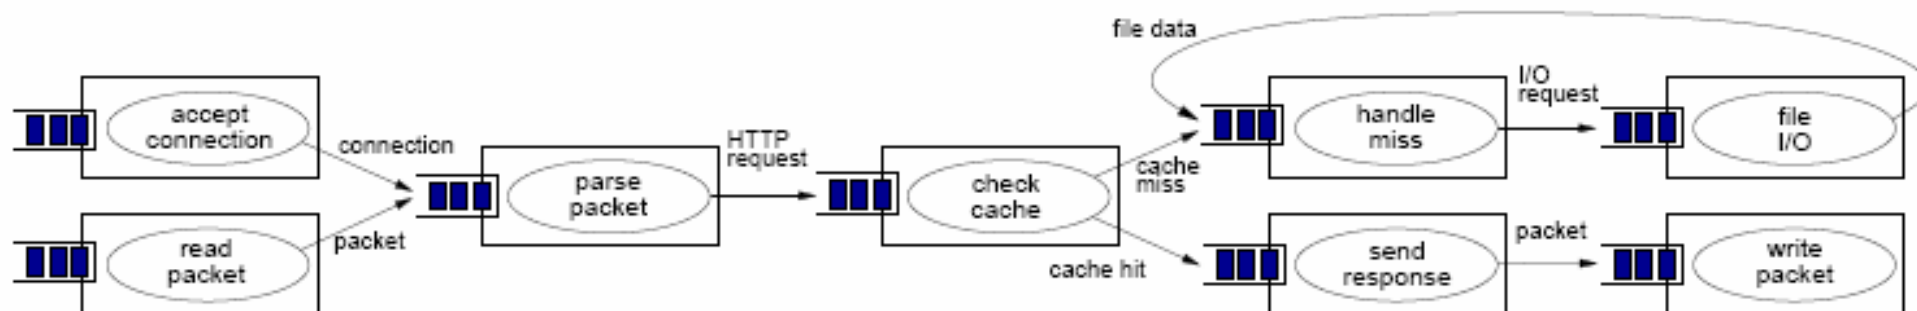 file data
accept
connection
connection
read
packet
packet
parse
packet
HTTP
request
check
cache
cache
miss
cache hit
handle
miss
I/O
request
file
I/O
send
response
packet
write
packet